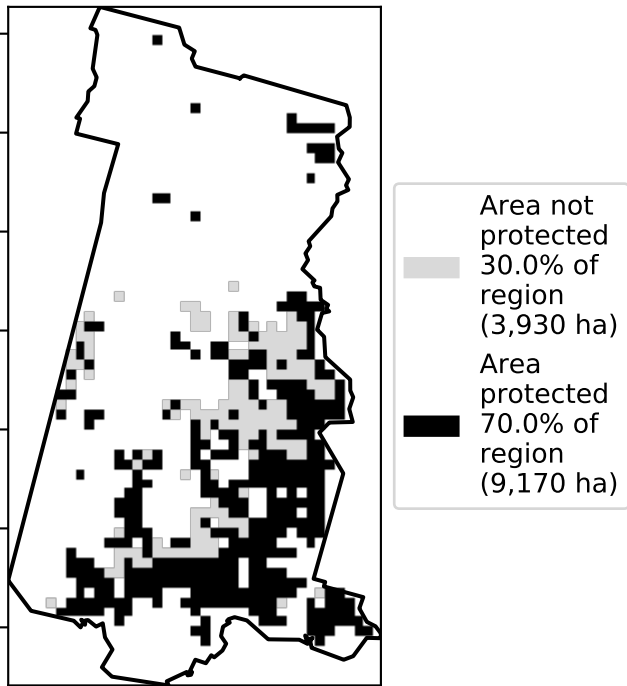 Area not
protected
30.0% of
region
(3,930 ha)
Area
protected
70.0% of
region
(9,170 ha)